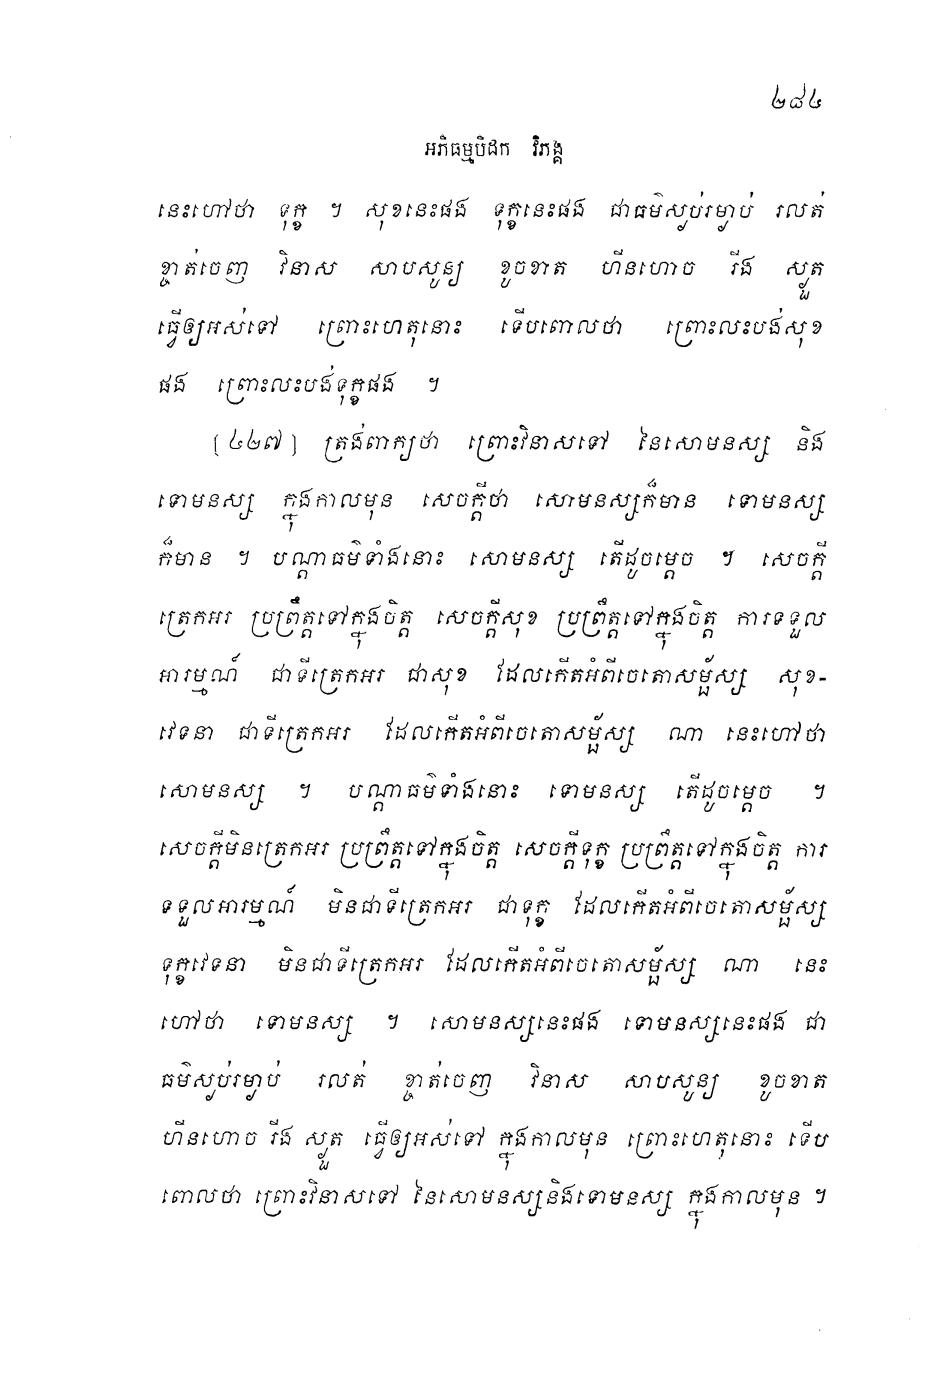 ២៨៤
អភិធម្មបិដក វិភង្គ
នេះហៅថា ទុក្ខ ។ សុខនេះផង ទុក្ខនេះផង ជាធម៌ស្ងប់រម្ងាប់ រលត់
ខ្ចាត់ចេញ វិនាស សាបសូន្យ ខូចខាត ហីនហោច រីង ស្ងួត
ធ្វើឲ្យអស់ទៅ ព្រោះហេតុនោះ ទើបពោលថា ព្រោះលះបង់សុខ
ផង ព្រោះលះបង់ទុក្ខផង ។
[៤២៧] ត្រង់ពាក្យថា ព្រោះវិនាសទៅ នៃសោមនស្ស និង
ទោមនស្ស ក្នុងកាលមុន សេចក្តីថា សោមនស្សក៏មាន ទោមនស្ស
ក៏មាន ។ បណ្តាធម៌ទាំងនោះ សោមនស្ស តើដូចម្តេច ។ សេចក្តី
ត្រេកអរ ប្រព្រឹត្តទៅក្នុងចិត្ត សេចក្តីសុខ ប្រព្រឹត្តទៅក្នុងចិត្ត ការទទួល
អារម្មណ៍ ជាទីត្រេកអរ ជាសុខ ដែលកើតអំពីចេតោសម្ផ័ស្ស សុខ-
វេទនា ជាទីត្រេកអរ ដែលកើតអំពីចេតោសម្ផ័ស្ស ណា នេះហៅថា
សោមនស្ស ។ បណ្តាធម៌ទាំងនោះ ទោមនស្ស តើដូចម្តេច ។
សេចក្តីមិនត្រេកអរ ប្រព្រឹត្តទៅក្នុងចិត្ត សេចក្តីទុក្ខ ប្រព្រឹត្តទៅក្នុងចិត្ត ការ
ទទួលអារម្មណ៍ មិនជាទីត្រេកអរ ជាទុក្ខ ដែលកើតអំពីចេតោសម្ផ័ស្ស
ទុក្ខវេទនា មិនជាទីត្រេកអរ ដែលកើតអំពីចេតោសម្ផ័ស្ស ណា នេះ
ហៅថា ទោមនស្ស ។ សោមនស្សនេះផង ទោមនស្សនេះផង ជា
ធម៌ស្ងប់រម្ងាប់ រលត់ ខ្ចាត់ចេញ វិនាស សាបសូន្យ ខូចខាត
ហីនហោច រីង ស្ងួត ធ្វើឲ្យអស់ទៅ ក្នុងកាលមុន ព្រោះហេតុនោះ ទើប
ពោលថា ព្រោះវិនាសទៅ នៃសោមនស្សនិងទោមនស្ស ក្នុងកាលមុន ។